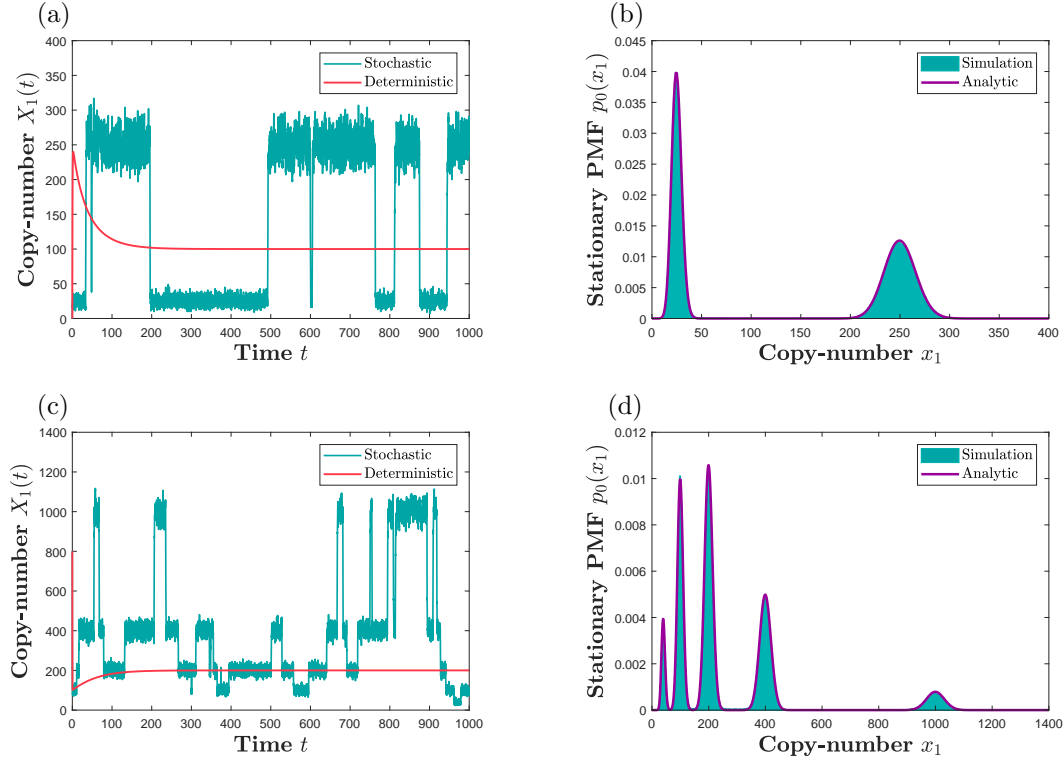 (a)
Copy-number X₁(t)
400
350
300
250
200
150
100
50
0
Stochastic
Deterministic
0 100 200 300 400 500 600 700 800 900 1000
Time t
(b)
Stationary PMF p₀(x₁)
0.045
0.04
0.035
0.03
0.025
0.02
0.015
0.01
0.005
0
Simulation
Analytic
0 50 100 150 200 250 300 350 400
Copy-number x₁
(c)
Copy-number X₁(t)
1400
1200
1000
800
600
400
200
0
Stochastic
Deterministic
0 100 200 300 400 500 600 700 800 900 1000
Time t
(d)
Stationary PMF p₀(x₁)
0.012
0.01
0.008
0.006
0.004
0.002
0
Simulation
Analytic
0 200 400 600 800 1000 1200 1400
Copy-number x₁